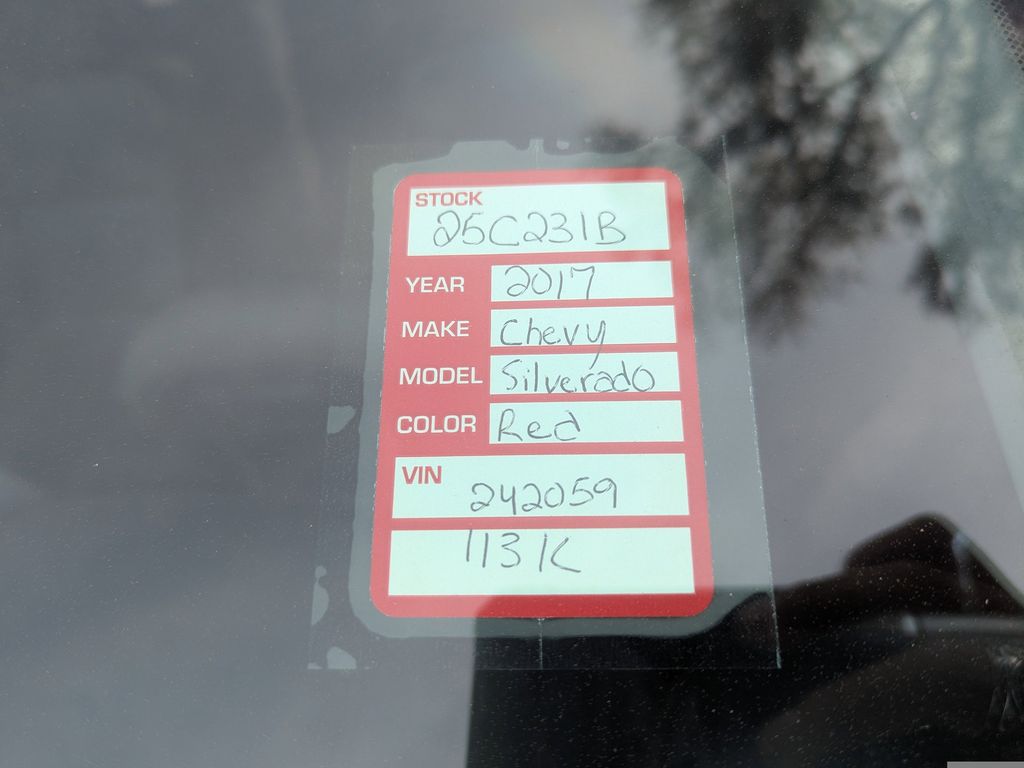 STOCK
25C231B
YEAR 2017
MAKE Chevy
MODEL Silverado
COLOR Red
VIN
242059
113K